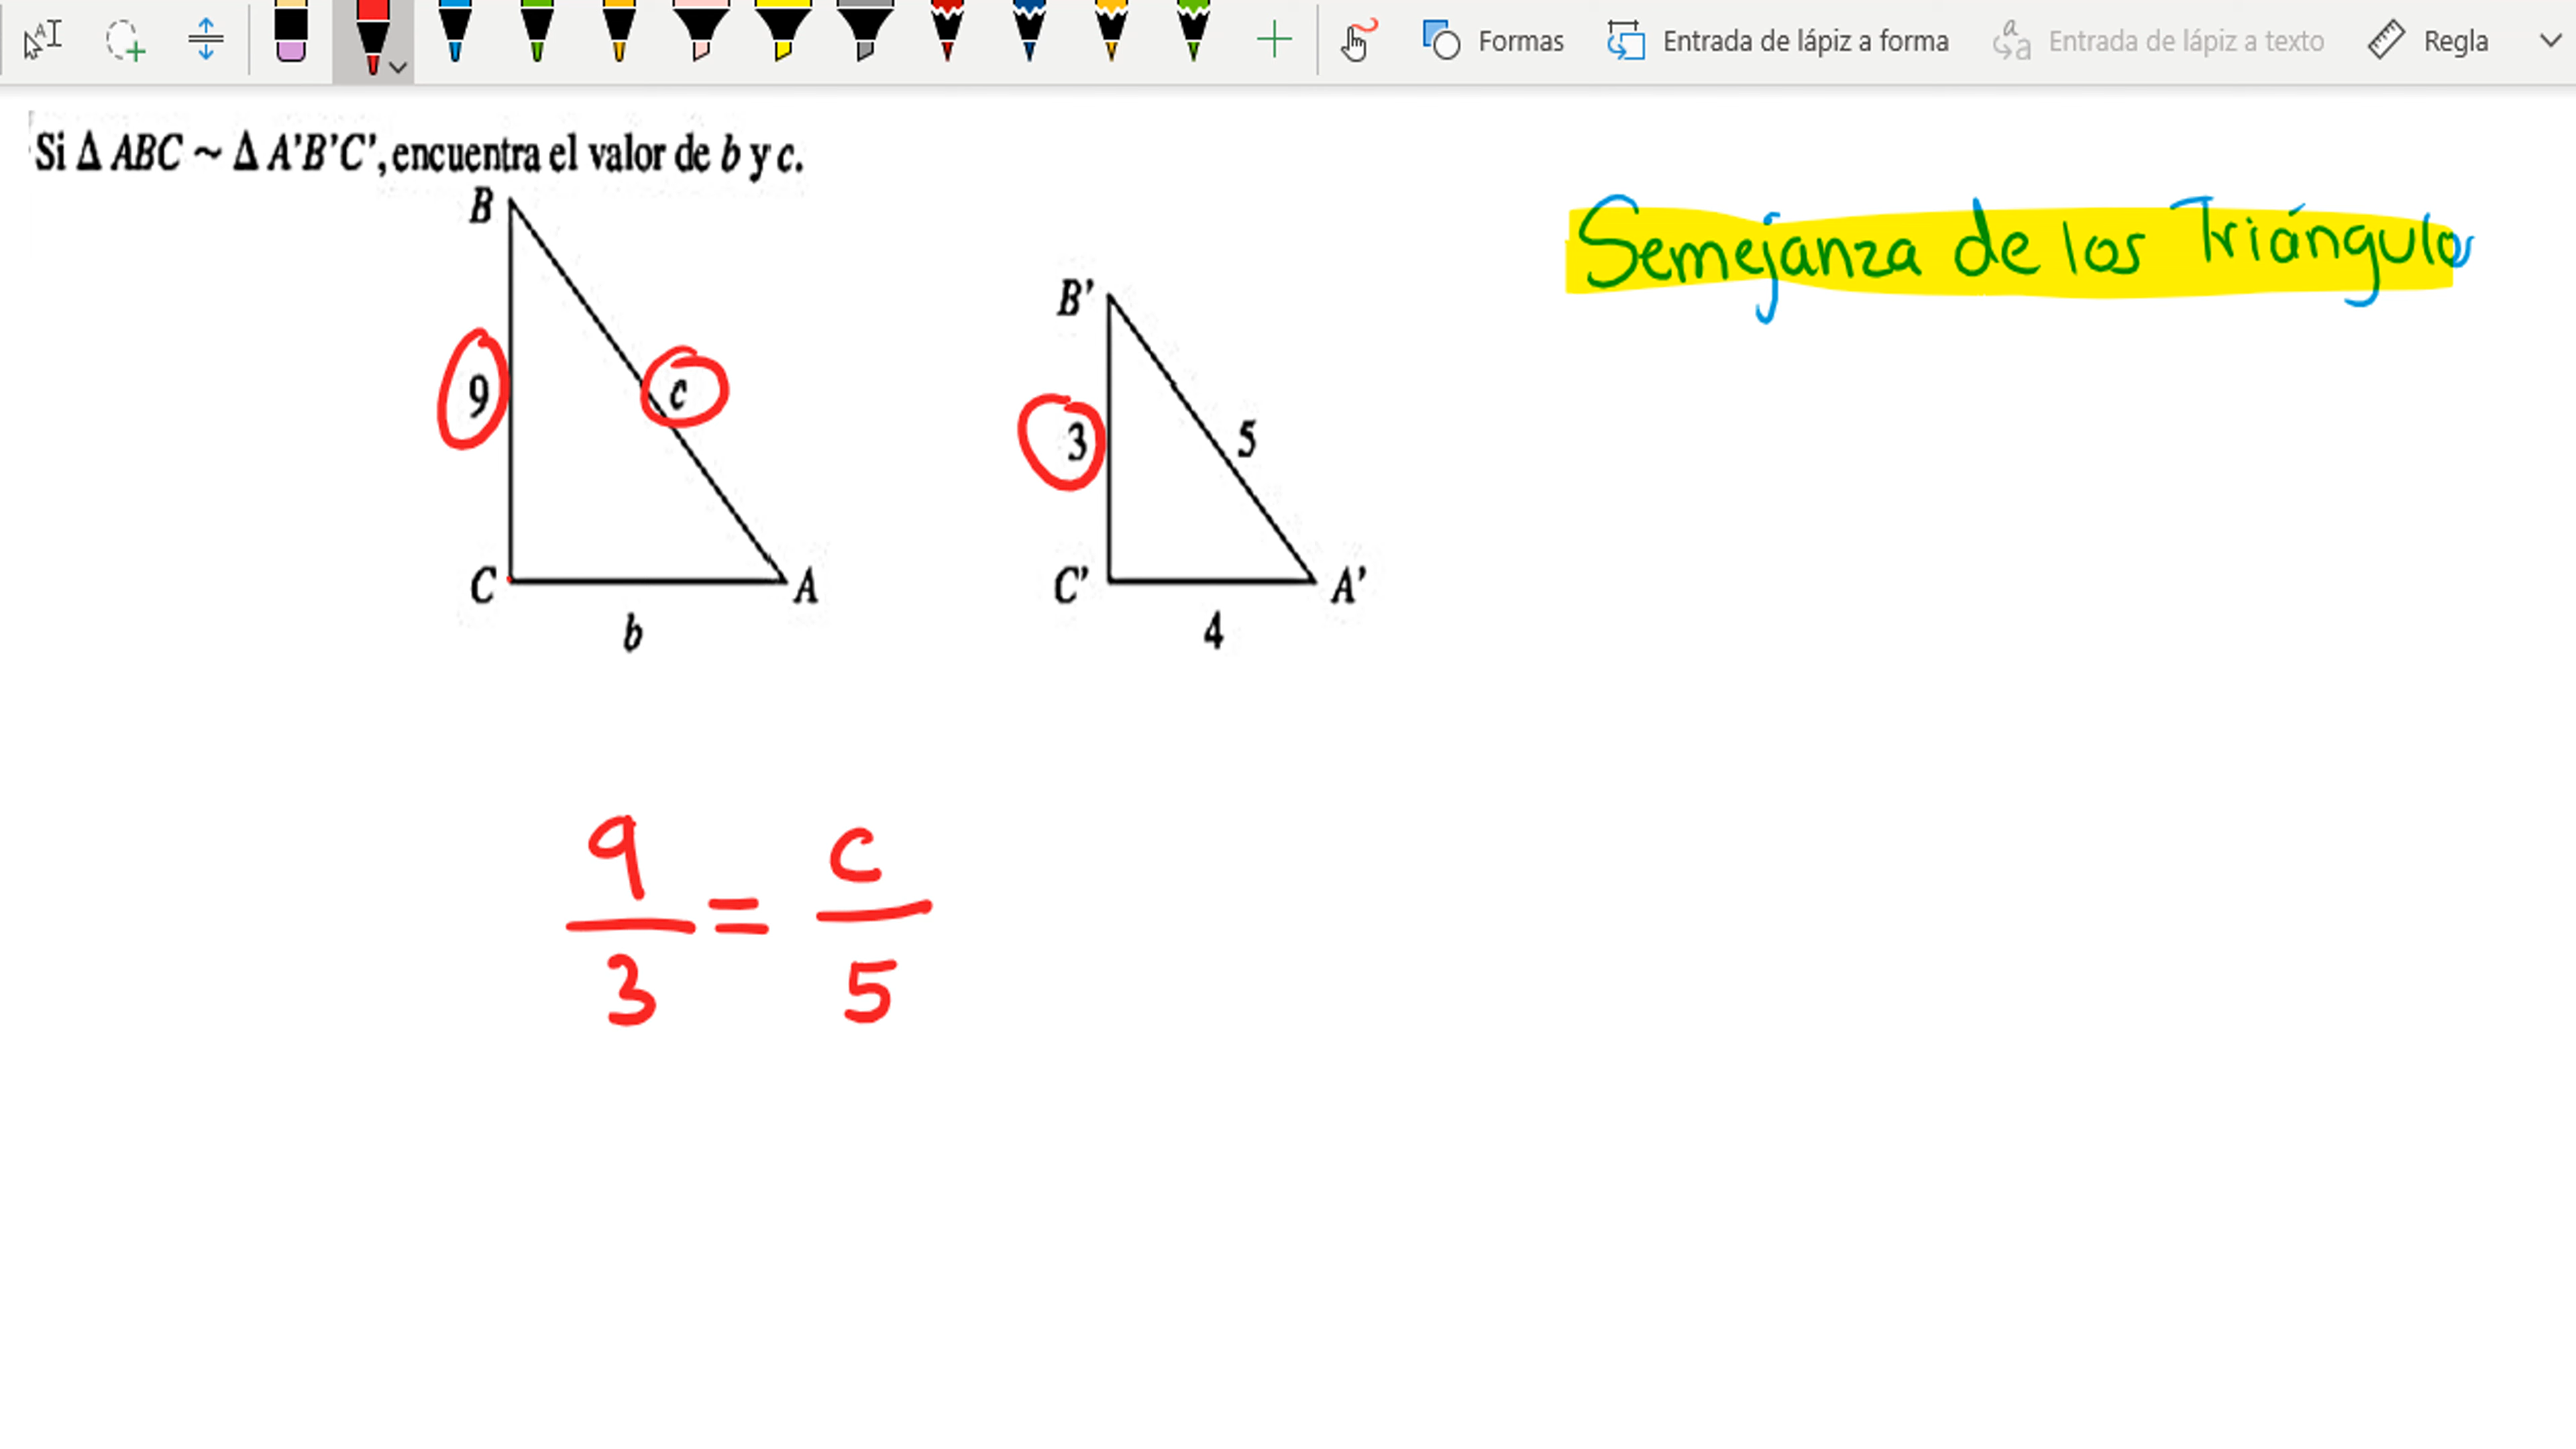 Formas Entrada de lápiz a forma Entrada de lápiz a texto Regla
Si Δ ABC ~ Δ A'B'C', encuentra el valor de b y c.
Semejanza de los Triángulos
B
9
c
C
A
b
B'
3
5
C'
A'
4
9 = c
3 5